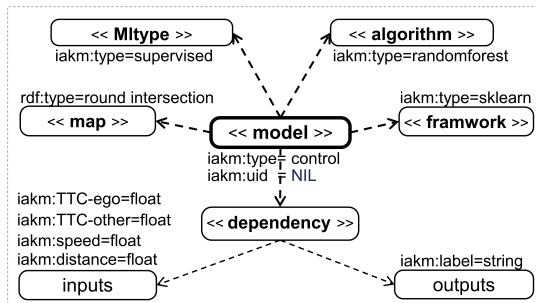 << Mltype >>
iakm:type=supervised
<< algorithm >>
iakm:type=randomforest
rdf:type=round intersection
<< map >>
<< model >>
iakm:type= control
iakm:uid = NIL
iakm:type=sklearn
<< framwork >>
<< dependency >>
iakm:TTC-ego=float
iakm:TTC-other=float
iakm:speed=float
iakm:distance=float
inputs
iakm:label=string
outputs